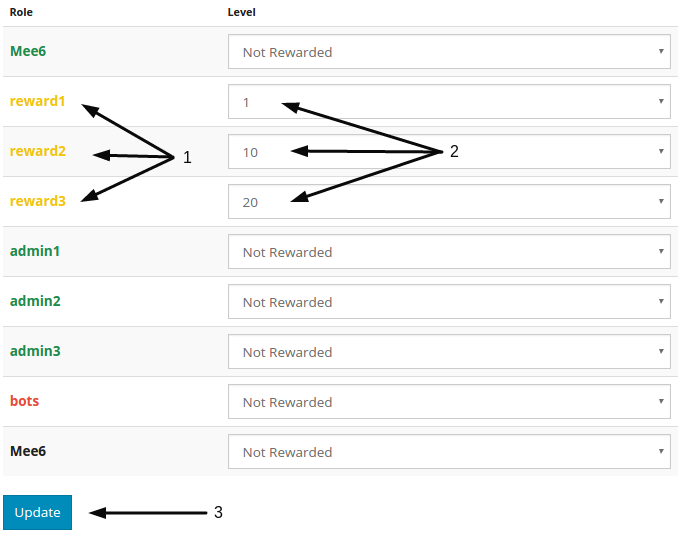 Role Level
Mee6 Not Rewarded
reward1 1
reward2 10
1 2
reward3 20
admin1 Not Rewarded
admin2 Not Rewarded
admin3 Not Rewarded
bots Not Rewarded
Mee6 Not Rewarded
Update 3